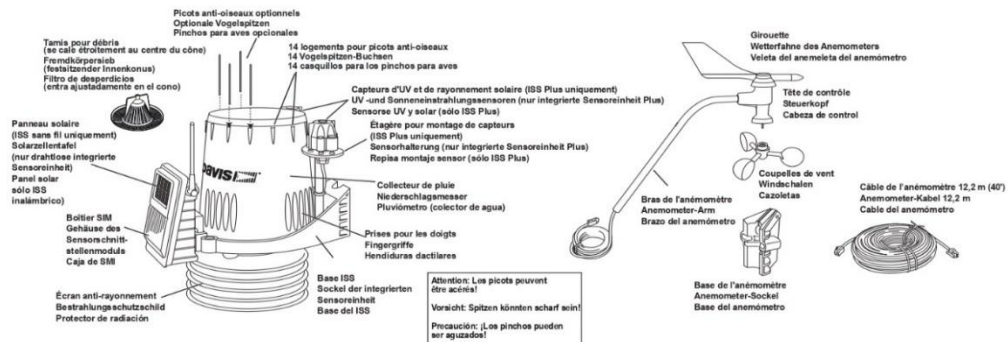 Picots anti-oiseaux optionnels
Optionale Vogelspitzen
Pinchos para aves opcionales
Tamis pour débris
(se cale étroitement au centre du cône)
Fremdkörpersieb
(festsitzender Innenkonus)
Filtro de desperdicios
(entra ajustadamente en el cono)
14 logements pour picots anti-oiseaux
14 Vogelspitzen-Buchsen
14 casquillos para los pinchos para aves
Capteurs d'UV et de rayonnement solaire (ISS Plus uniquement)
UV -und Sonneneinstrahlungssensoren (nur integrierte Sensoreinheit Plus)
Sensorse UV y solar (sólo ISS Plus)
Étagère pour montage de capteurs
(ISS Plus uniquement)
Sensorhalterung (nur integrierte Sensoreinheit Plus)
Repisa montaje sensor (sólo ISS Plus)
Panneau solaire
(ISS sans fil uniquement)
Solarzellentafel
(nur drahtlose integrierte
Sensoreinheit)
Panel solar
sólo ISS
inalámbrico)
DAVIS
Collecteur de pluie
Niederschlagsmesser
Pluviómetro (colector de agua)
Boîtier SIM
Gehäuse des
Sensorschnitt-
stellenmoduls
Caja de SMI
Prises pour les doigts
Fingergriffe
Hendiduras dactilares
Écran anti-rayonnement
Bestrahlungsschutzschild
Protector de radiación
Base ISS
Sockel der integrierten
Sensoreinheit
Base del ISS
Attention: Les picots peuvent
être acérés!
Vorsicht: Spitzen könnten scharf sein!
Precaución: ¡Los pinchos pueden
ser aguzados!
Girouette
Wetterfahne des Anemometers
Veleta del anemeleta del anemómetro
Tête de contrôle
Steuerkopf
Cabeza de control
Coupelles de vent
Windschalen
Cazoletas
Bras de l'anémomètre
Anemometer-Arm
Brazo del anemómetro
Câble de l'anémomètre 12,2 m (40')
Anemometer-Kabel 12,2 m
Cable del anemómetro
Base de l'anémomètre
Anemometer-Sockel
Base del anemómetro